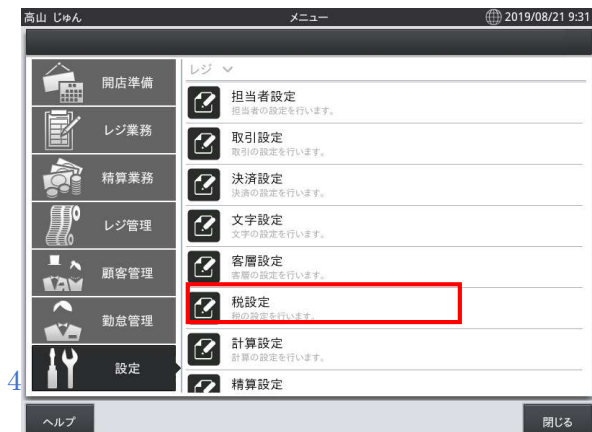 高山 じゅん メニュー 2019/08/21 9:31
レジ
開店準備
レジ業務
精算業務
レジ管理
顧客管理
勤怠管理
設定
担当者設定
担当者の設定を行います。
取引設定
取引の設定を行います。
決済設定
決済の設定を行います。
文字設定
文字の設定を行います。
客層設定
客層の設定を行います。
税設定
税の設定を行います。
計算設定
計算の設定を行います。
精算設定
4
ヘルプ 閉じる